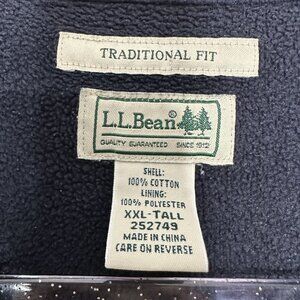 TRADITIONAL FIT
L.L.Bean®
QUALITY GUARANTEED SINCE 1912
SHELL:
100% COTTON
LINING:
100% POLYESTER
XXL-TALL
252749
MADE IN CHINA
CARE ON REVERSE